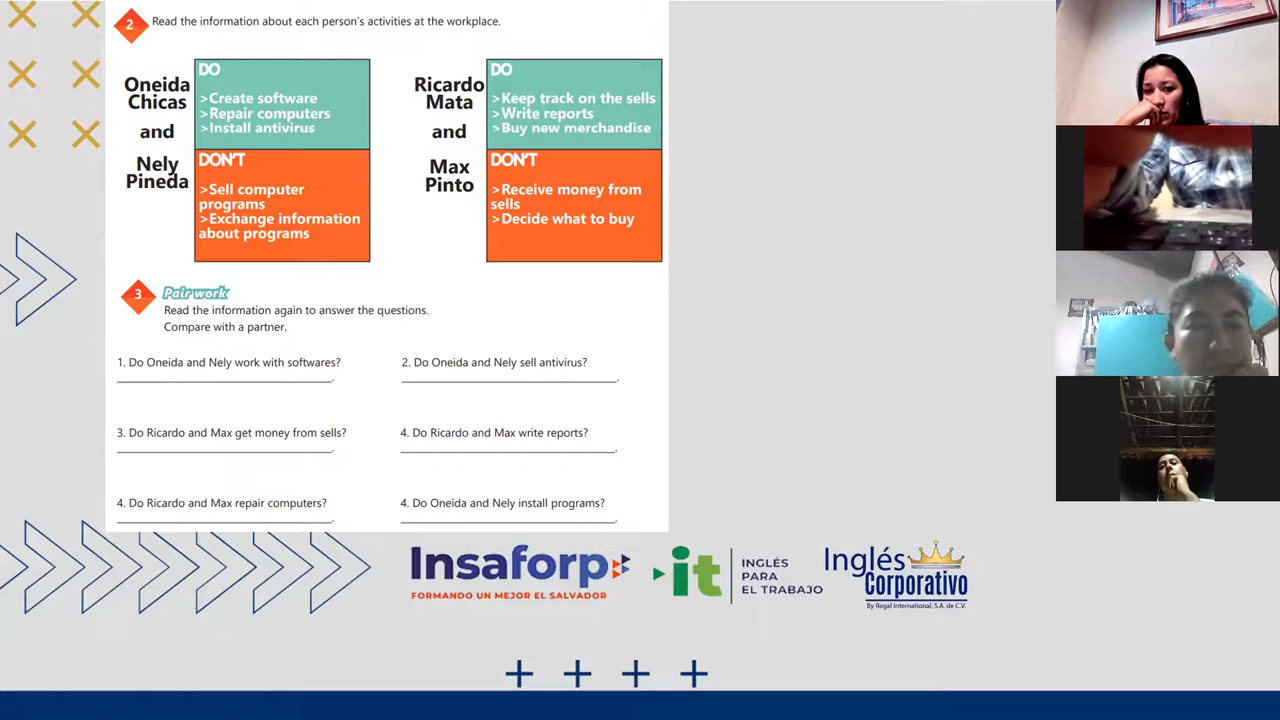 2
Read the information about each person's activities at the workplace.
Oneida
Chicas
and
Nely
Pineda
DO
>Create software
>Repair computers
>Install antivirus
DON'T
>Sell computer
programs
>Exchange information
about programs
Ricardo
Mata
and
Max
Pinto
DO
>Keep track on the sells
>Write reports
>Buy new merchandise
DON'T
>Receive money from
sells
>Decide what to buy
3
Pair work
Read the information again to answer the questions.
Compare with a partner.
1. Do Oneida and Nely work with softwares?
2. Do Oneida and Nely sell antivirus?
3. Do Ricardo and Max get money from sells?
4. Do Ricardo and Max write reports?
4. Do Ricardo and Max repair computers?
4. Do Oneida and Nely install programs?
Insaforp
FORMANDO UN MEJOR EL SALVADOR
it
INGLÉS
PARA
EL TRABAJO
Inglés
Corporativo
By Regal International, S.A. de C.V.